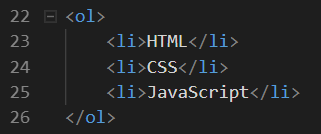 22 <ol>
23     <li>HTML</li>
24     <li>CSS</li>
25     <li>JavaScript</li>
26 </ol>